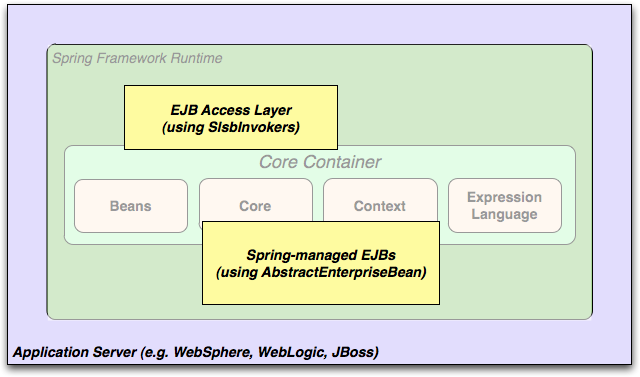 Spring Framework Runtime
EJB Access Layer
(using SlsbInvokers)
Core Container
Beans
Core
Context
Expression
Language
Spring-managed EJBs
(using AbstractEnterpriseBean)
Application Server (e.g. WebSphere, WebLogic, JBoss)